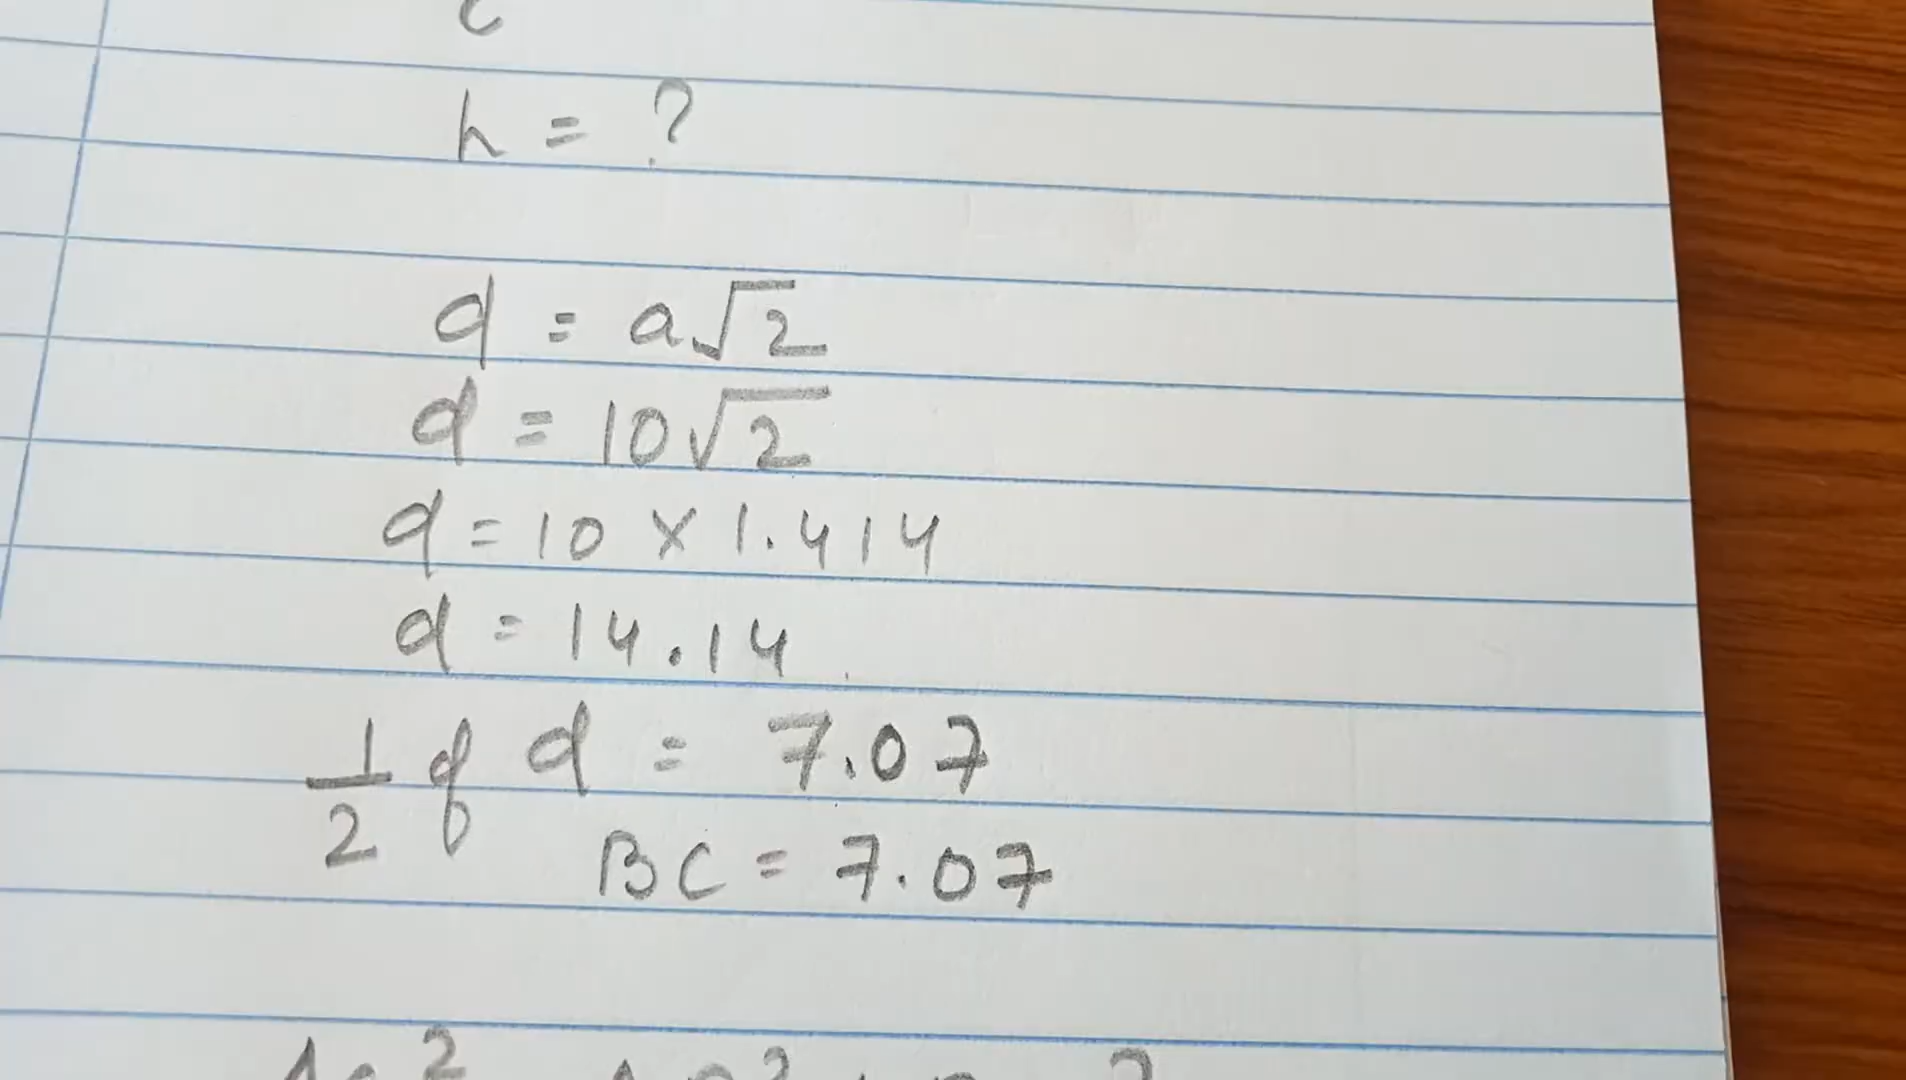 h = ?
d = a√2
d = 10√2
d = 10 × 1.414
d = 14.14
1/2 of d = 7.07
BC = 7.07